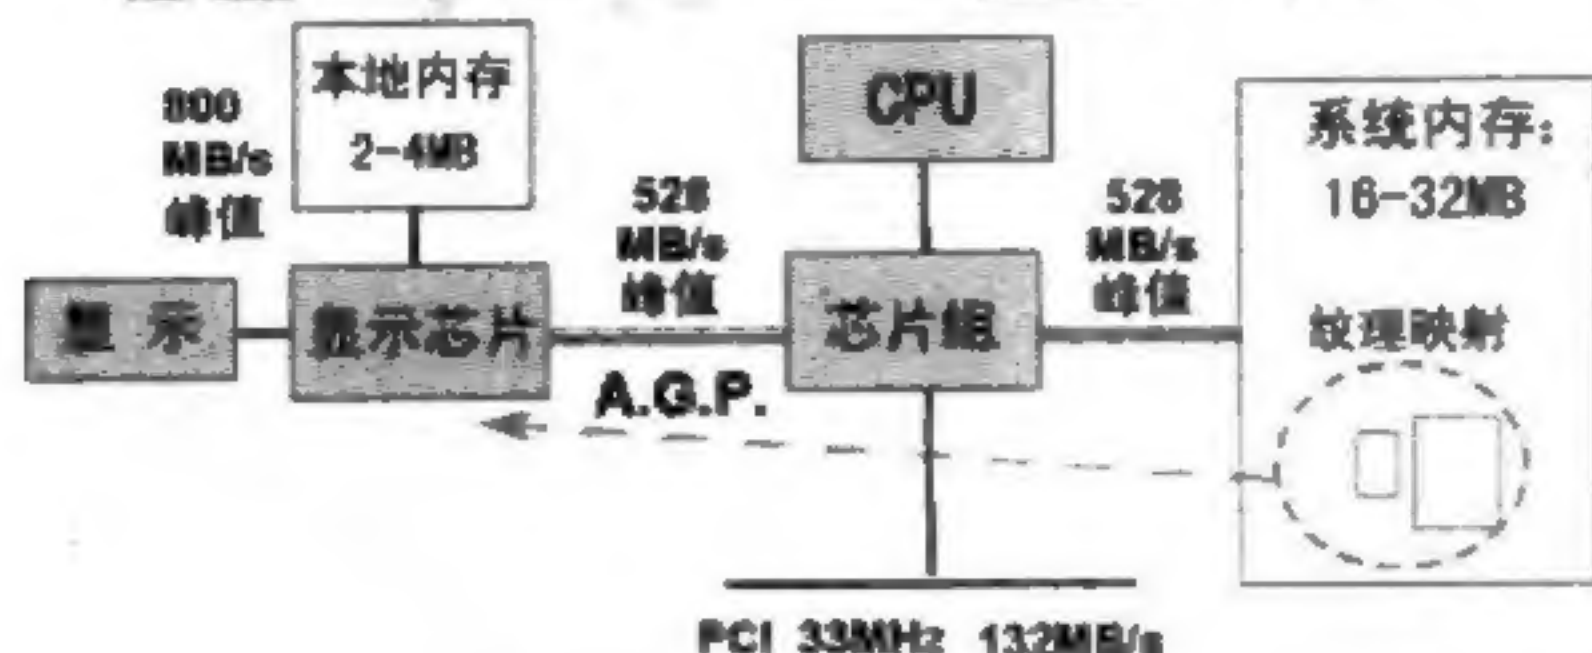 本地内存
2-4MB
800
MB/s
峰值
CPU
系统内存:
16-32MB
528
MB/s
峰值
528
MB/s
峰值
显 示
显示芯片
芯片组
纹理映射
A.G.P.
PCI 33MHz 132MB/s